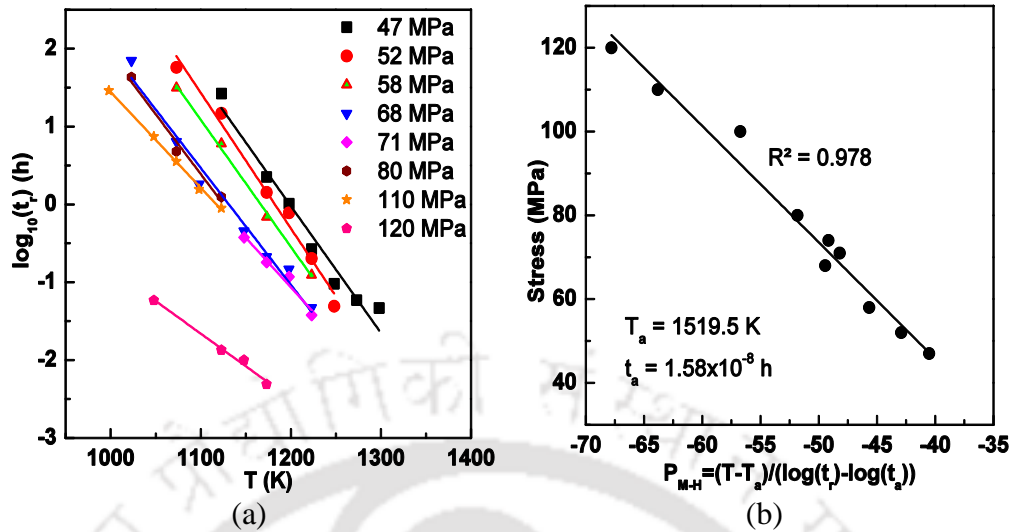 47 MPa
52 MPa
58 MPa
68 MPa
71 MPa
80 MPa
110 MPa
120 MPa
2
1
0
-1
-2
-3
log₁₀(tᵣ) (h)
1000 1100 1200 1300 1400
T (K)
(a)
120
100
80
60
40
Stress (MPa)
R² = 0.978
Tₐ = 1519.5 K
tₐ = 1.58x10⁻⁸ h
-70 -65 -60 -55 -50 -45 -40 -35
P_M-H=(T-Tₐ)/(log(tᵣ)-log(tₐ))
(b)